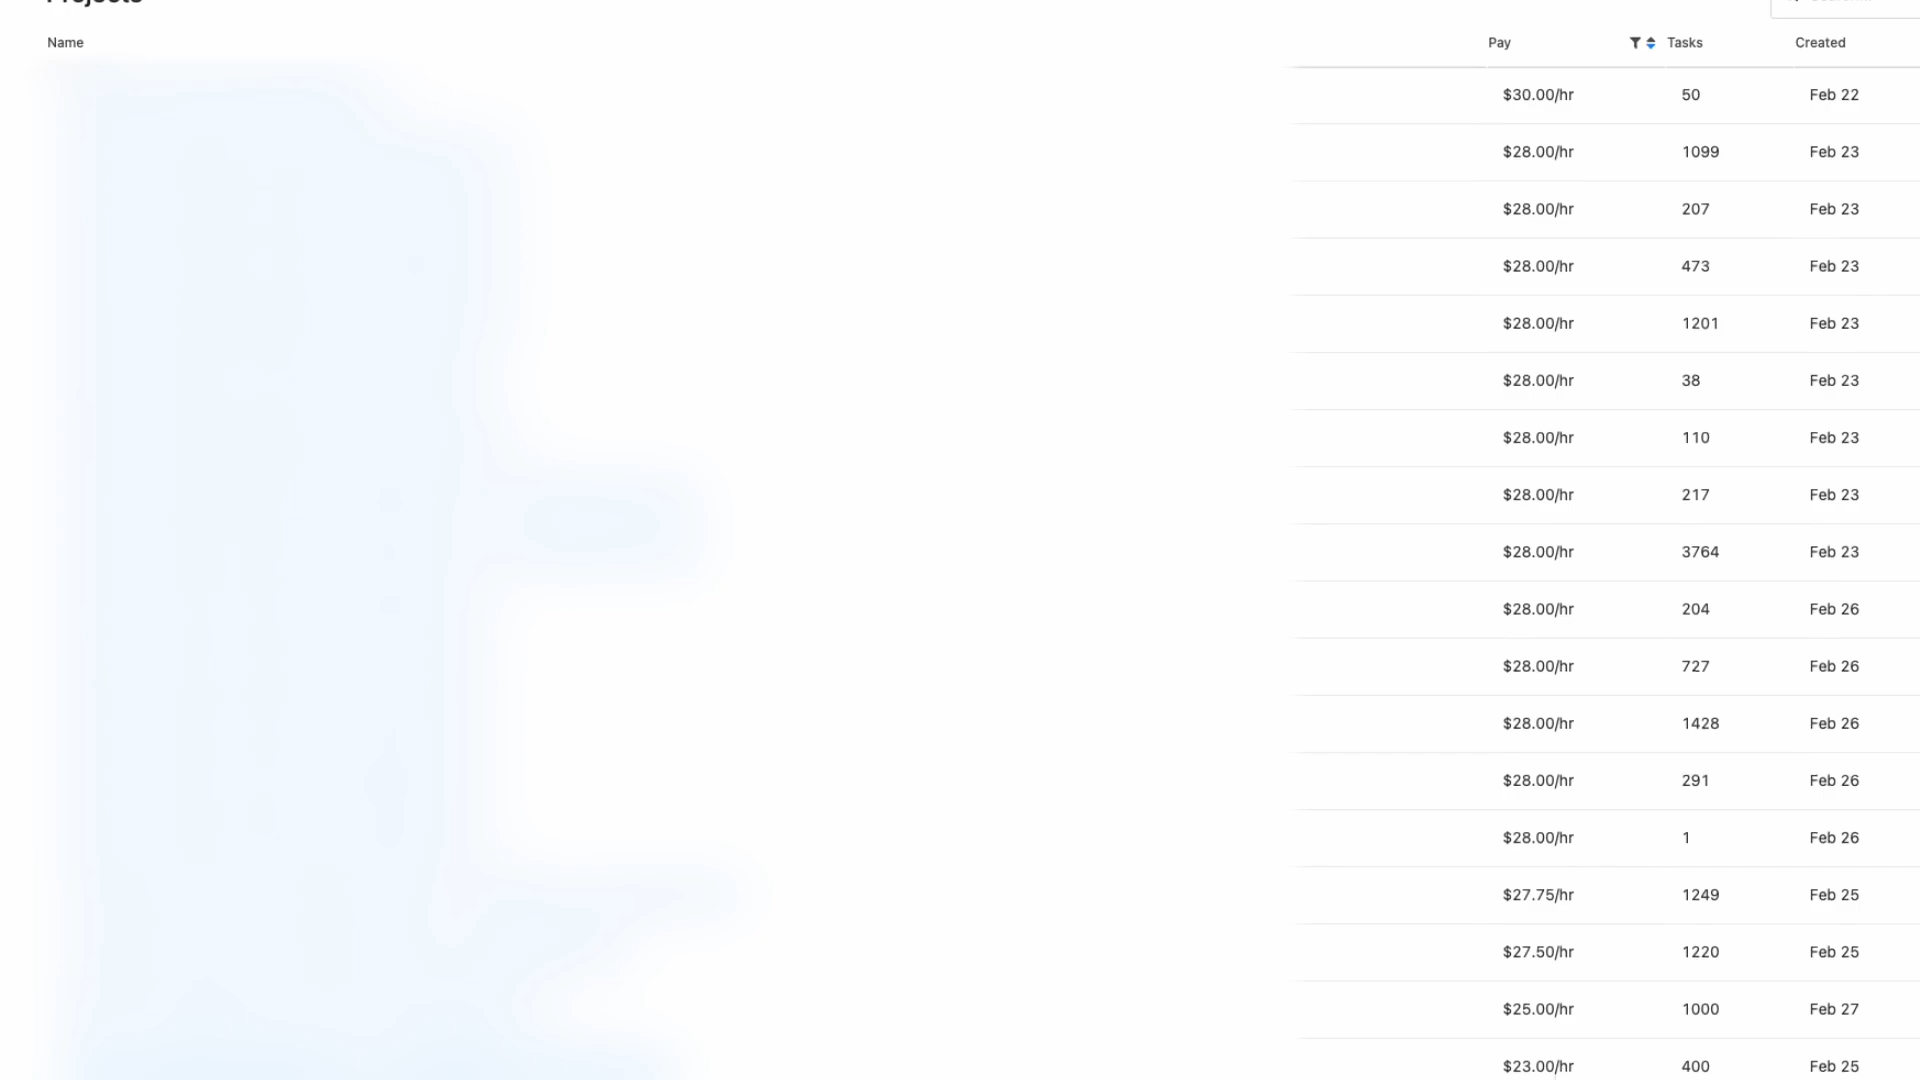 Projects
Name Pay Tasks Created
$30.00/hr 50 Feb 22
$28.00/hr 1099 Feb 23
$28.00/hr 207 Feb 23
$28.00/hr 473 Feb 23
$28.00/hr 1201 Feb 23
$28.00/hr 38 Feb 23
$28.00/hr 110 Feb 23
$28.00/hr 217 Feb 23
$28.00/hr 3764 Feb 23
$28.00/hr 204 Feb 26
$28.00/hr 727 Feb 26
$28.00/hr 1428 Feb 26
$28.00/hr 291 Feb 26
$28.00/hr 1 Feb 26
$27.75/hr 1249 Feb 25
$27.50/hr 1220 Feb 25
$25.00/hr 1000 Feb 27
$23.00/hr 400 Feb 25